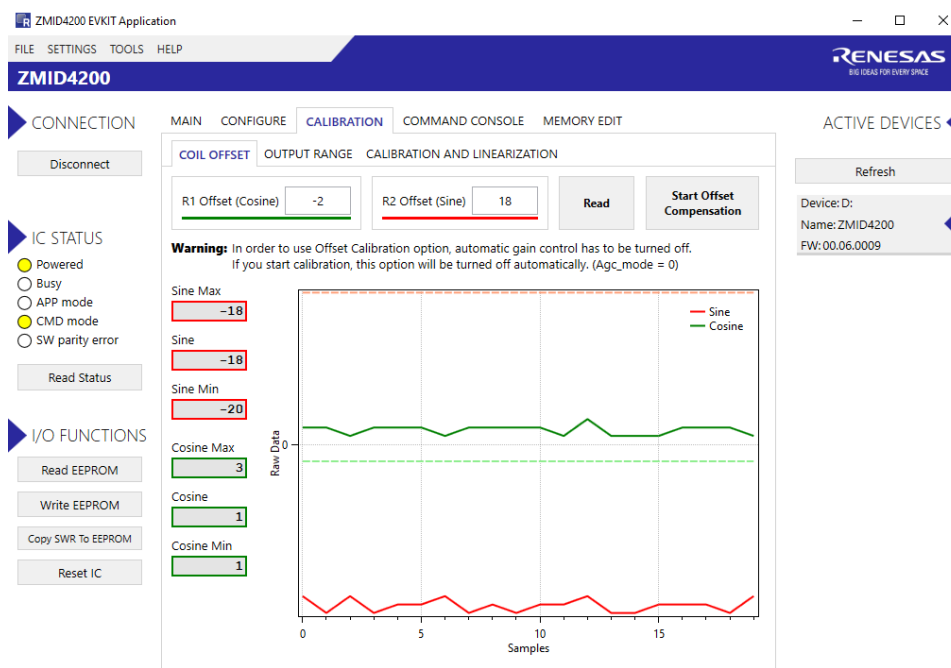 ZMID4200 EVKIT Application
FILE SETTINGS TOOLS HELP
RENESAS
BIG IDEAS FOR EVERY SPACE
ZMID4200
CONNECTION
Disconnect
IC STATUS
Powered
Busy
APP mode
CMD mode
SW parity error
Read Status
I/O FUNCTIONS
Read EEPROM
Write EEPROM
Copy SWR To EEPROM
Reset IC
MAIN CONFIGURE CALIBRATION COMMAND CONSOLE MEMORY EDIT
COIL OFFSET OUTPUT RANGE CALIBRATION AND LINEARIZATION
R1 Offset (Cosine) -2
R2 Offset (Sine) 18
Read
Start Offset
Compensation
Warning: In order to use Offset Calibration option, automatic gain control has to be turned off.
If you start calibration, this option will be turned off automatically. (Agc_mode = 0)
Sine Max
-18
Sine
-18
Sine Min
-20
Cosine Max
3
Cosine
1
Cosine Min
1
Raw Data
0
Sine
Cosine
0 5 10 15
Samples
ACTIVE DEVICES
Refresh
Device: D:
Name: ZMID4200
FW: 00.06.0009